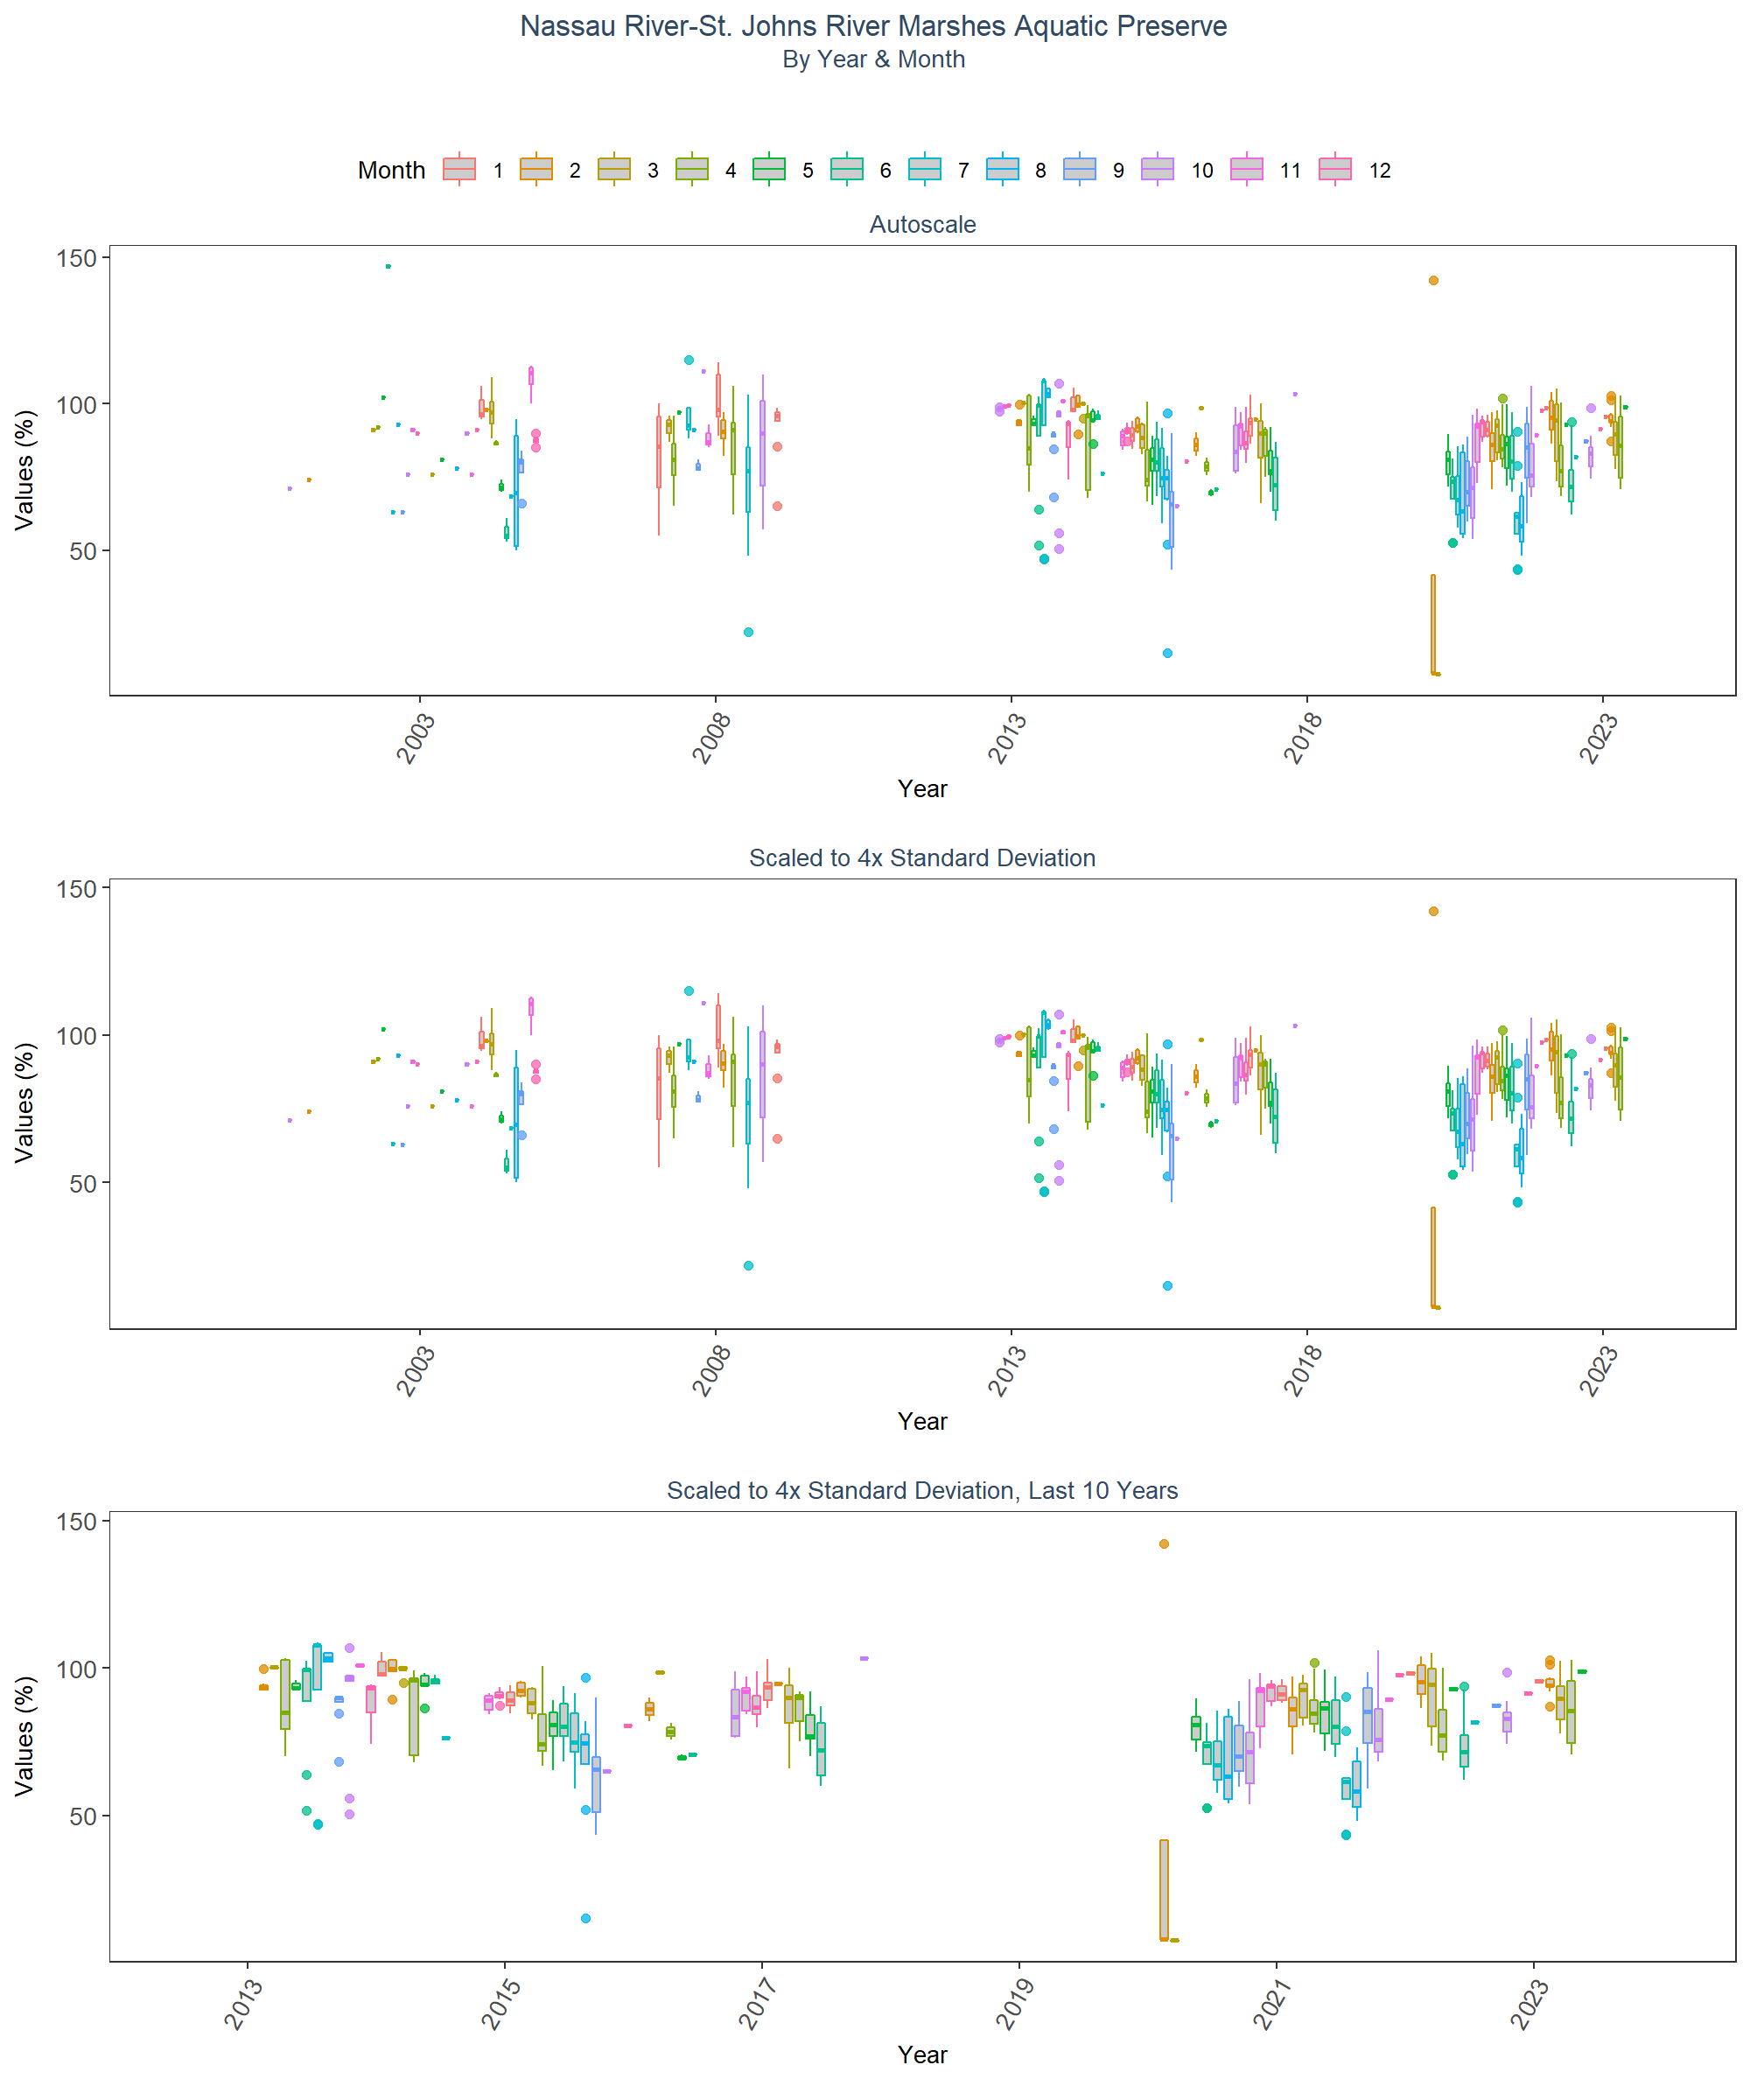 Nassau River-St. Johns River Marshes Aquatic Preserve
By Year & Month
Month 1 2 3 4 5 6 7 8 9 10 11 12
Autoscale
150
100
50
Values (%)
2003 2008 2013 2018 2023
Year
Scaled to 4x Standard Deviation
150
100
50
Values (%)
2003 2008 2013 2018 2023
Year
Scaled to 4x Standard Deviation, Last 10 Years
150
100
50
Values (%)
2013 2015 2017 2019 2021 2023
Year